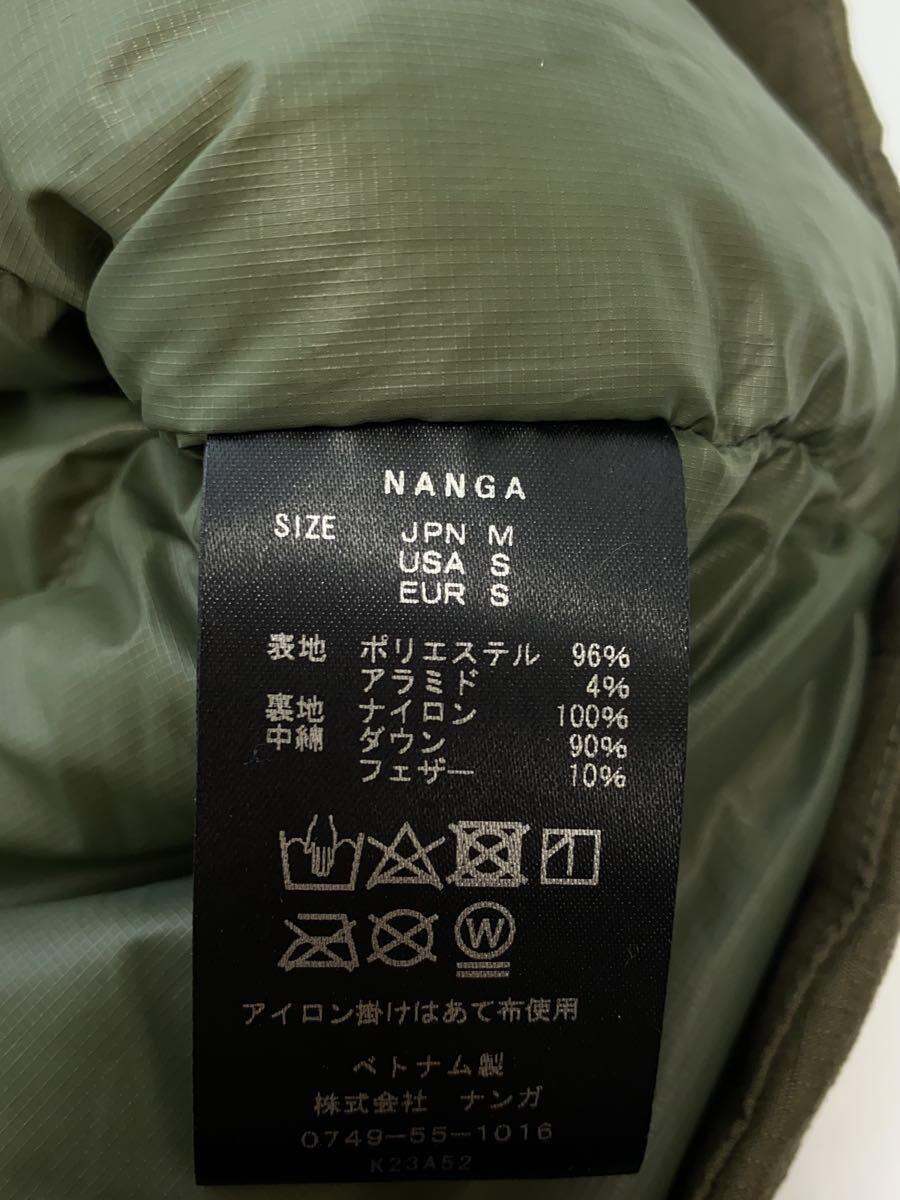 NANGA
SIZE JPN M
USA S
EUR S
表地 ポリエステル 96%
アラミド 4%
裏地 ナイロン 100%
中綿 ダウン 90%
フェザー 10%
W
アイロン掛けはあて布使用
ベトナム製
株式会社 ナンガ
0749-55-1016
K23A52